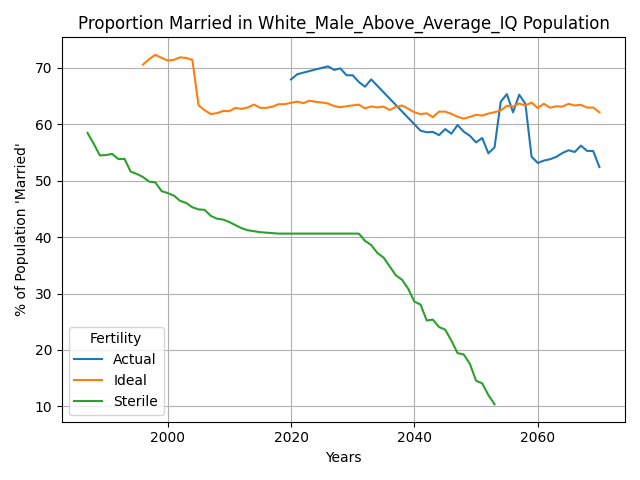 Proportion Married in White_Male_Above_Average_IQ Population
% of Population 'Married'
70
60
50
40
30
20
10
Fertility
Actual
Ideal
Sterile
2000 2020 2040 2060
Years